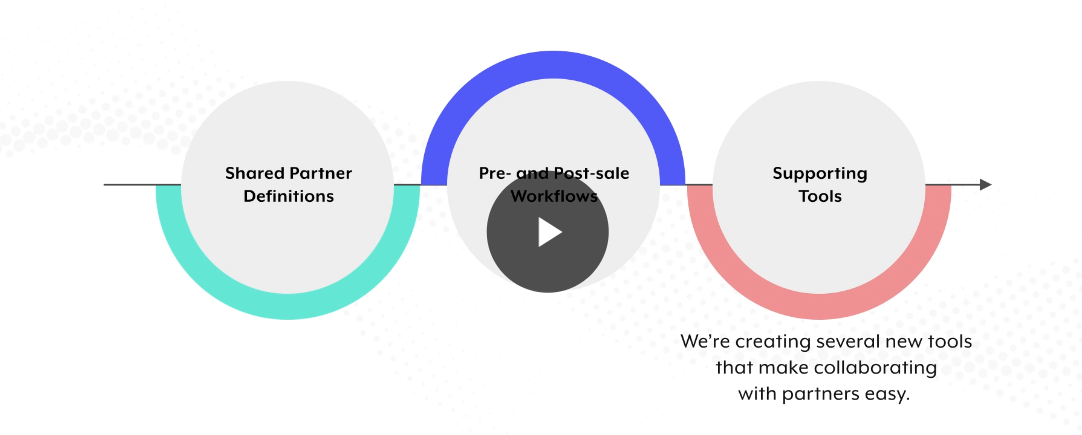 Shared Partner
Definitions
Pre- and Post-sale
Workflows
Supporting
Tools
We’re creating several new tools
that make collaborating
with partners easy.